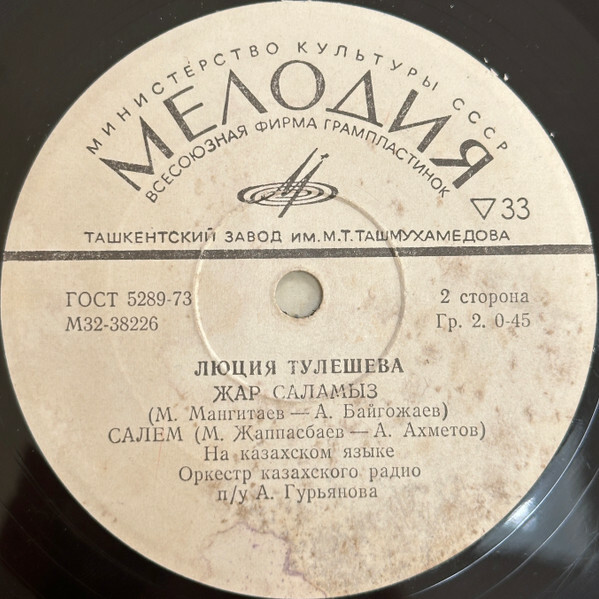 МИНИСТЕРСТВО КУЛЬТУРЫ СССР
МЕЛОДИЯ
ВСЕСОЮЗНАЯ ФИРМА ГРАМПЛАСТИНОК
▽33
ТАШКЕНТСКИЙ ЗАВОД ИМ. М.Т. ТАШМУХАМЕДОВА
ГОСТ 5289-73
М32-38226
2 сторона
Гр. 2. 0-45
ЛЮЦИЯ ТУЛЕШЕВА
ЖАР САЛАМЫЗ
(М. Мангитаев — А. Байгожаев)
САЛЕМ (М. Жаппасбаев — А. Ахметов)
На казахском языке
Оркестр казахского радио
п/у А. Гурьянова